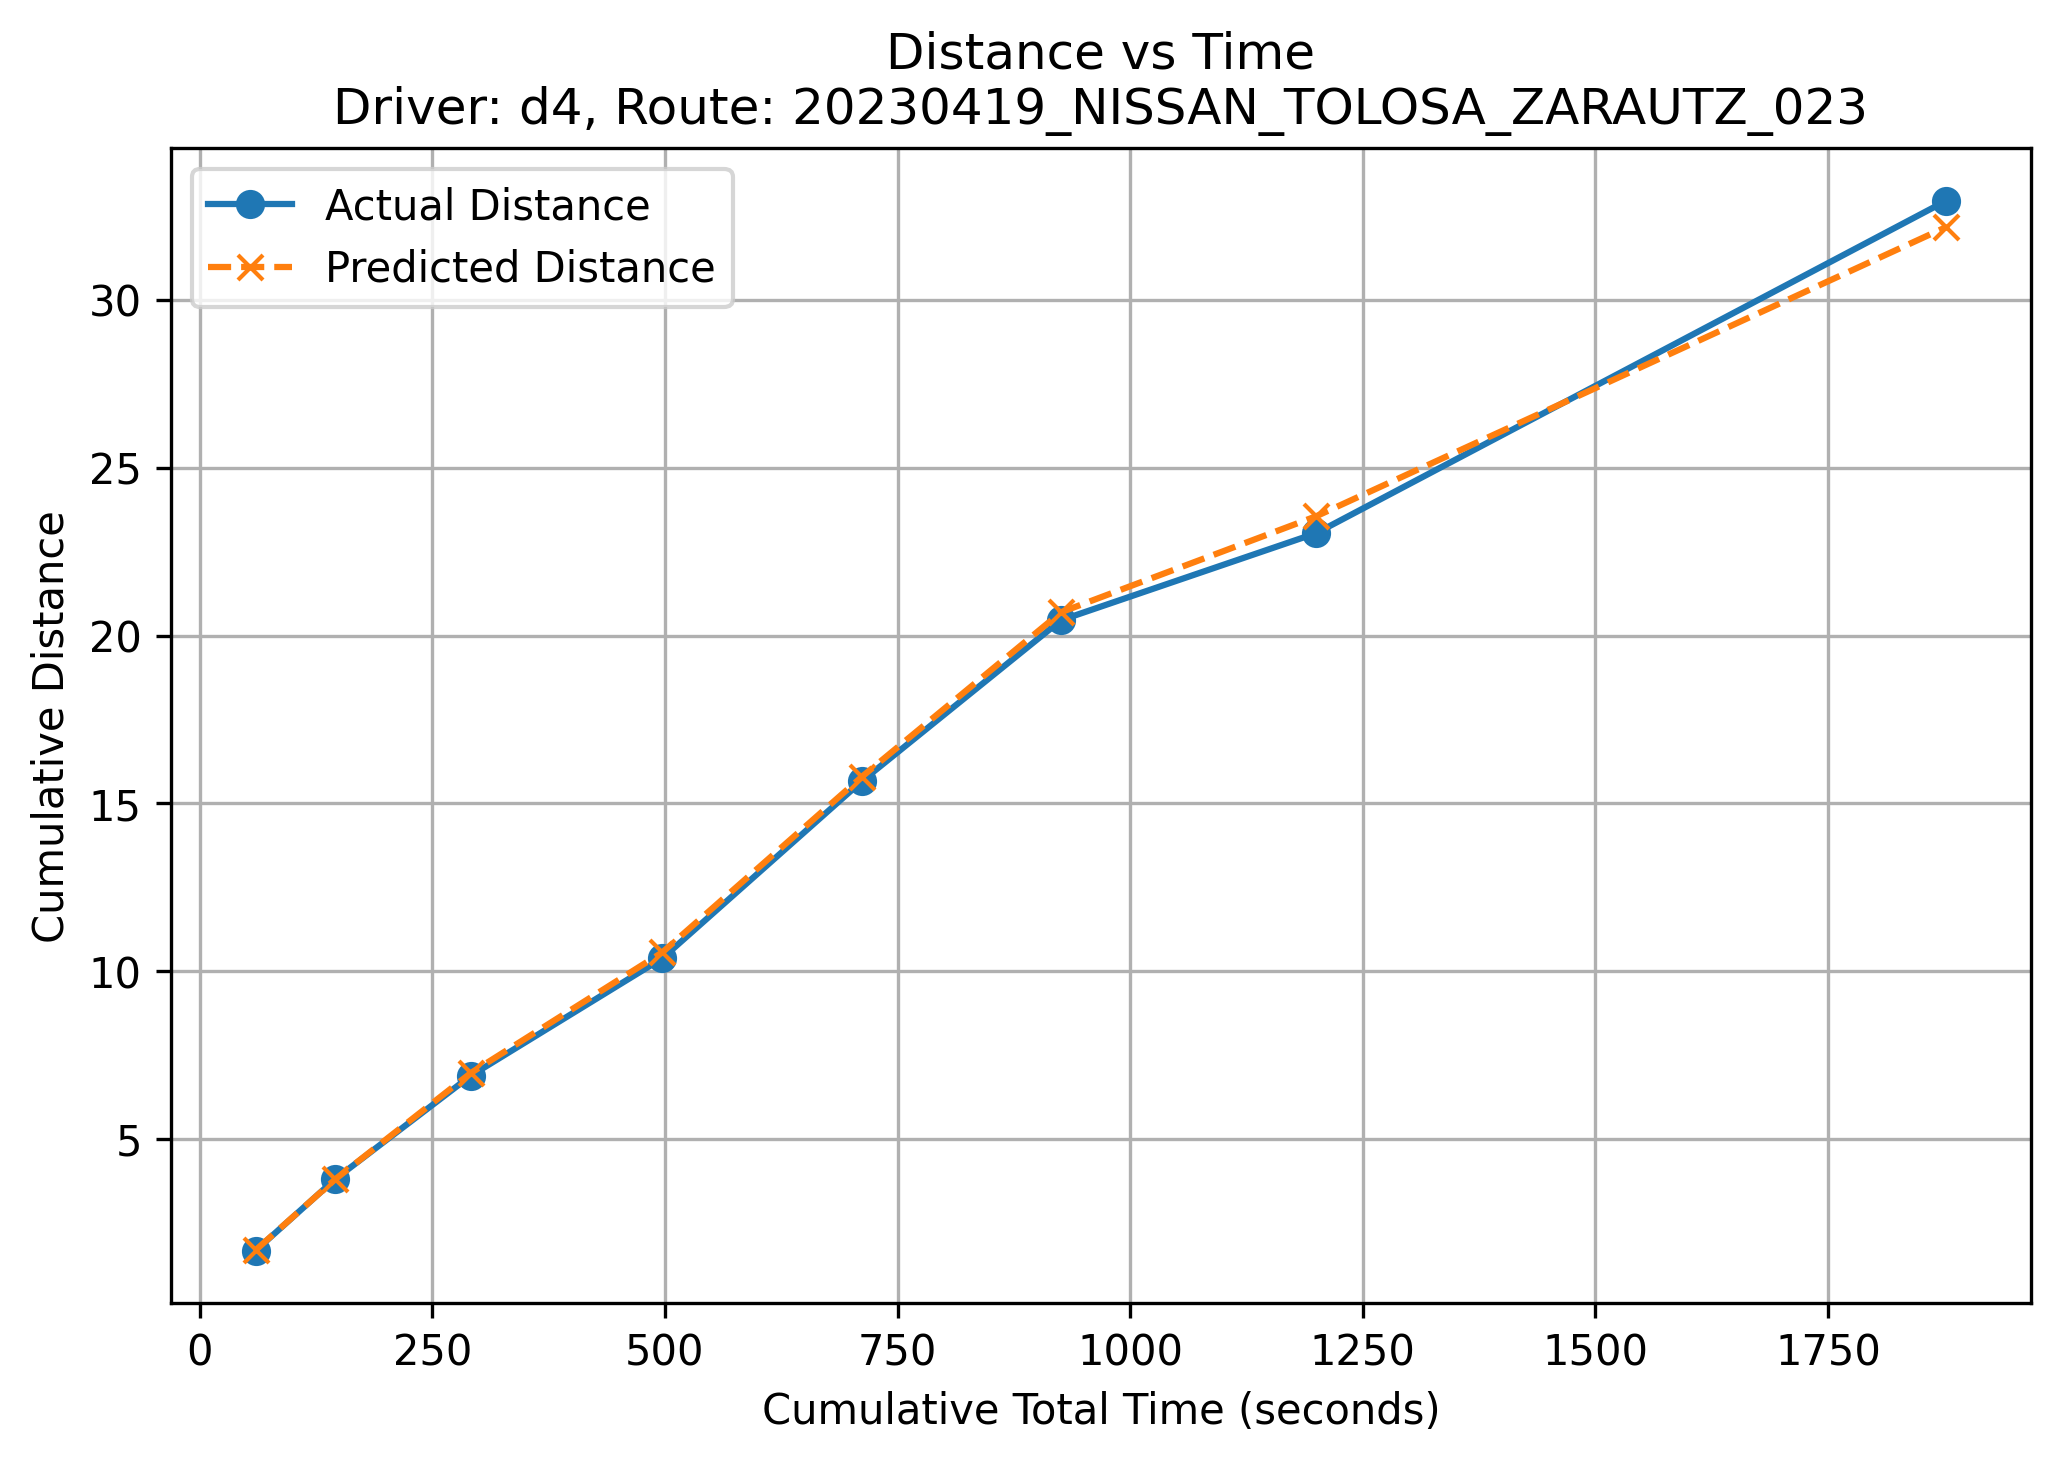 Distance vs Time
Driver: d4, Route: 20230419_NISSAN_TOLOSA_ZARAUTZ_023
Actual Distance
Predicted Distance
Cumulative Distance
30
25
20
15
10
5
0 250 500 750 1000 1250 1500 1750
Cumulative Total Time (seconds)